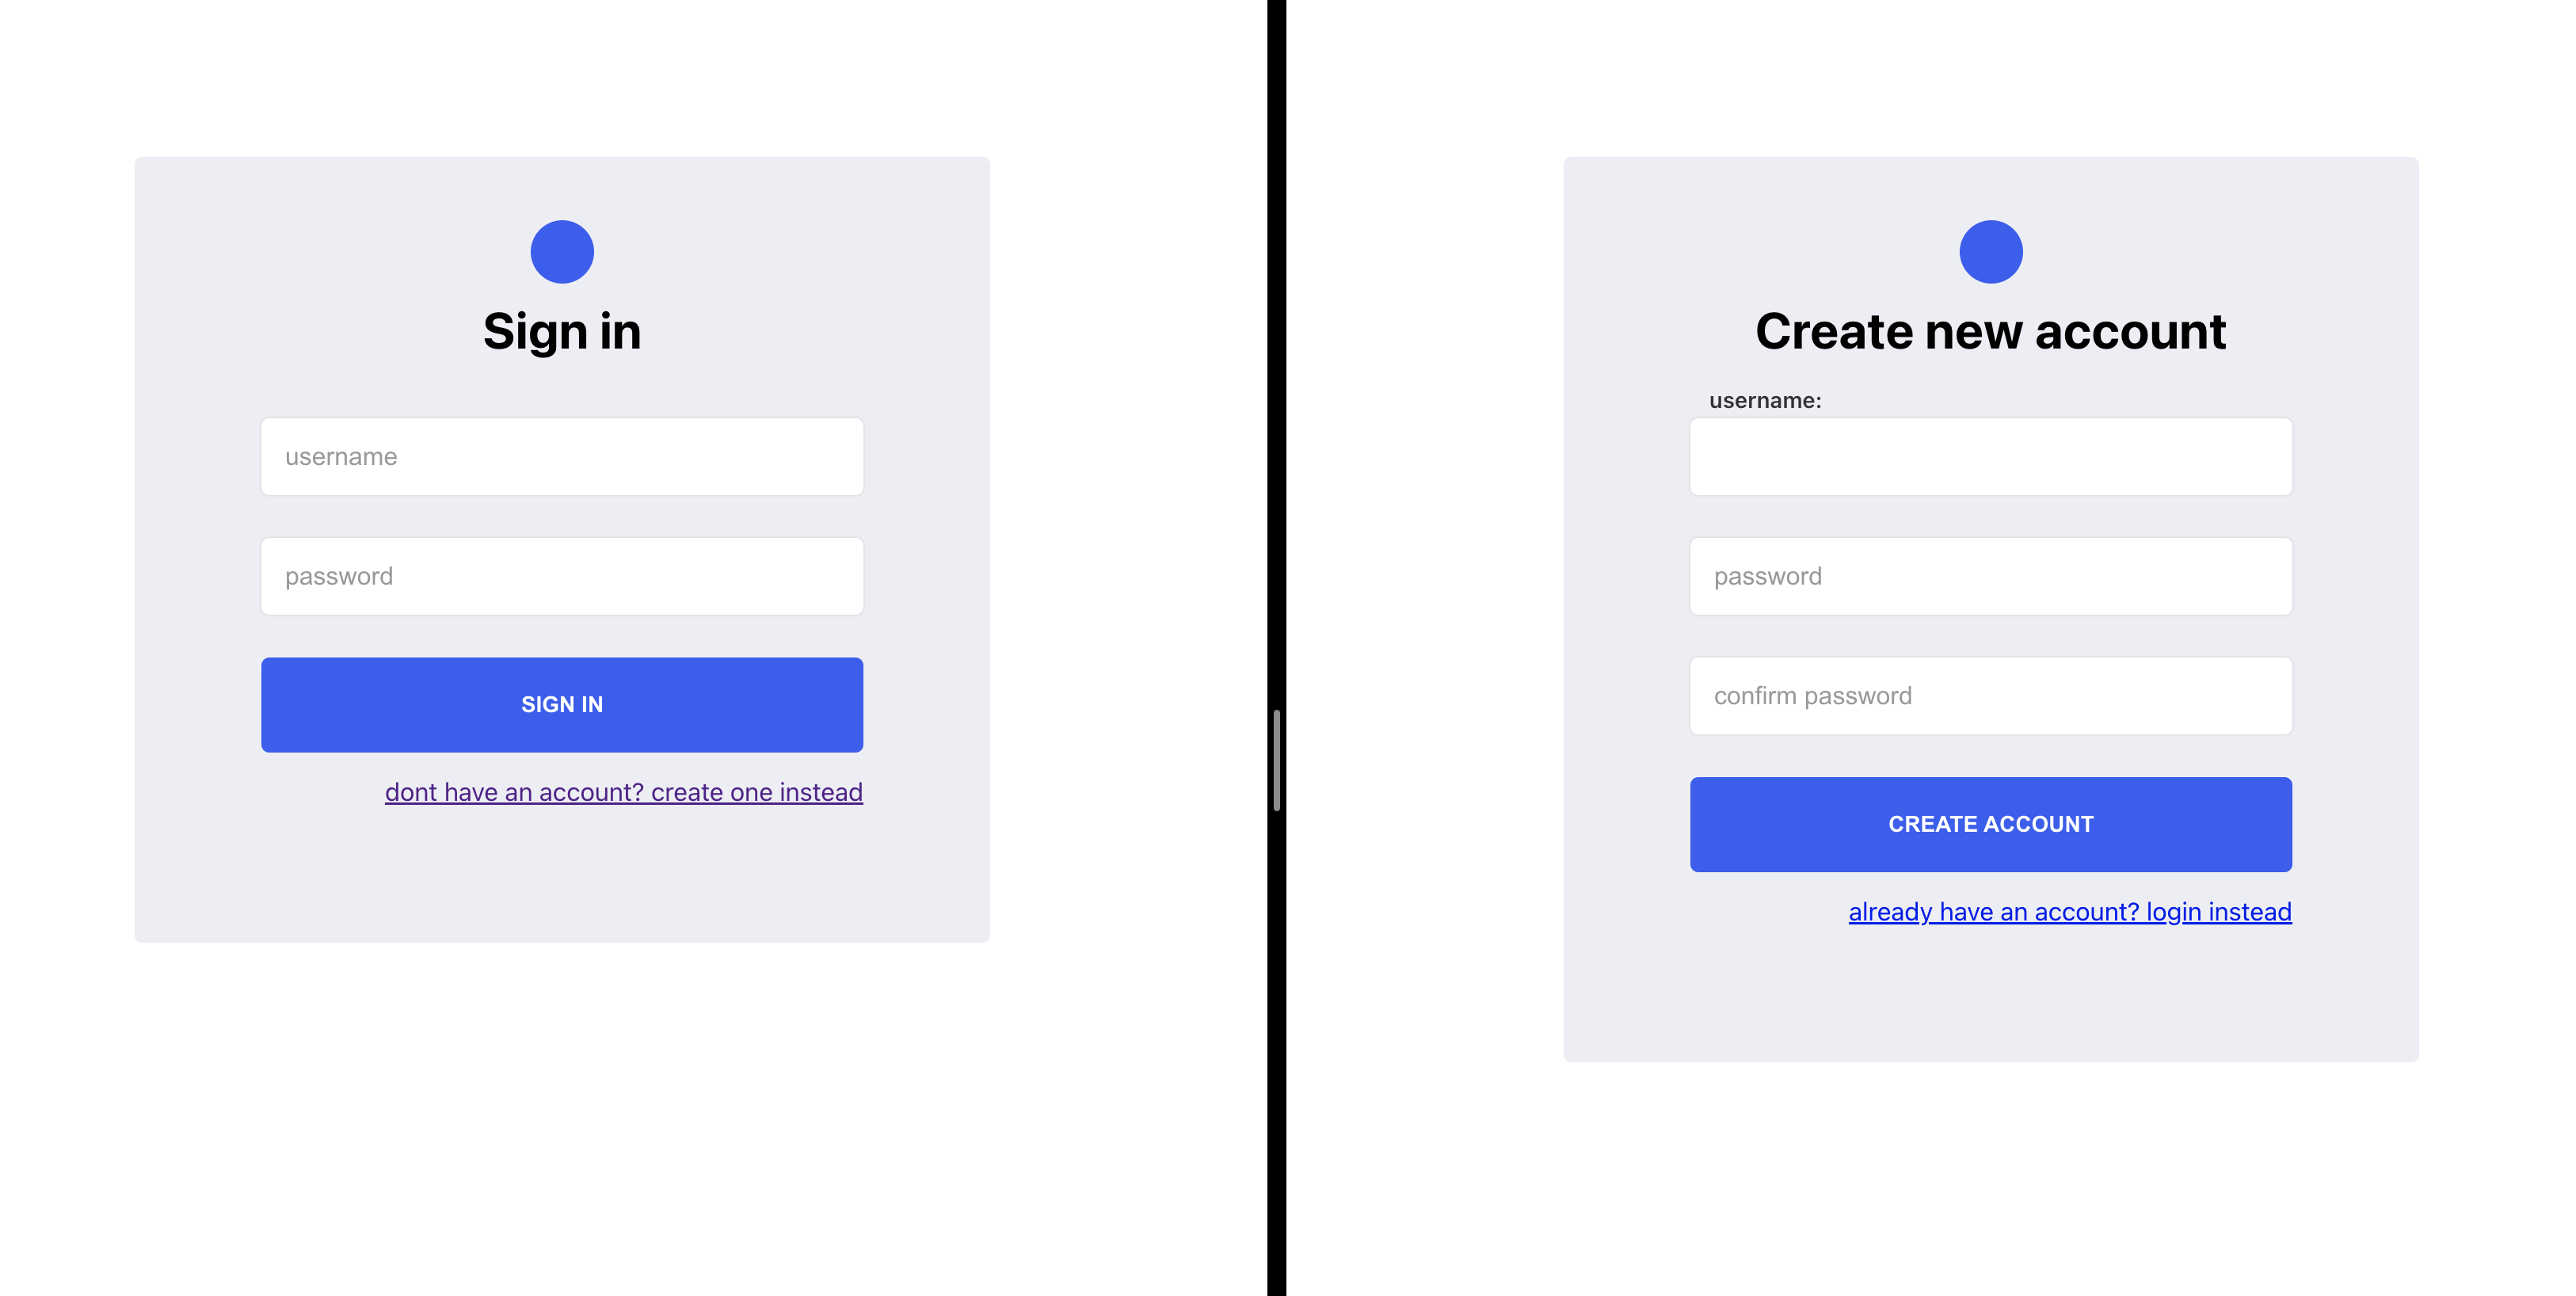 Sign in
username
password
SIGN IN
dont have an account? create one instead
Create new account
username:
password
confirm password
CREATE ACCOUNT
already have an account? login instead